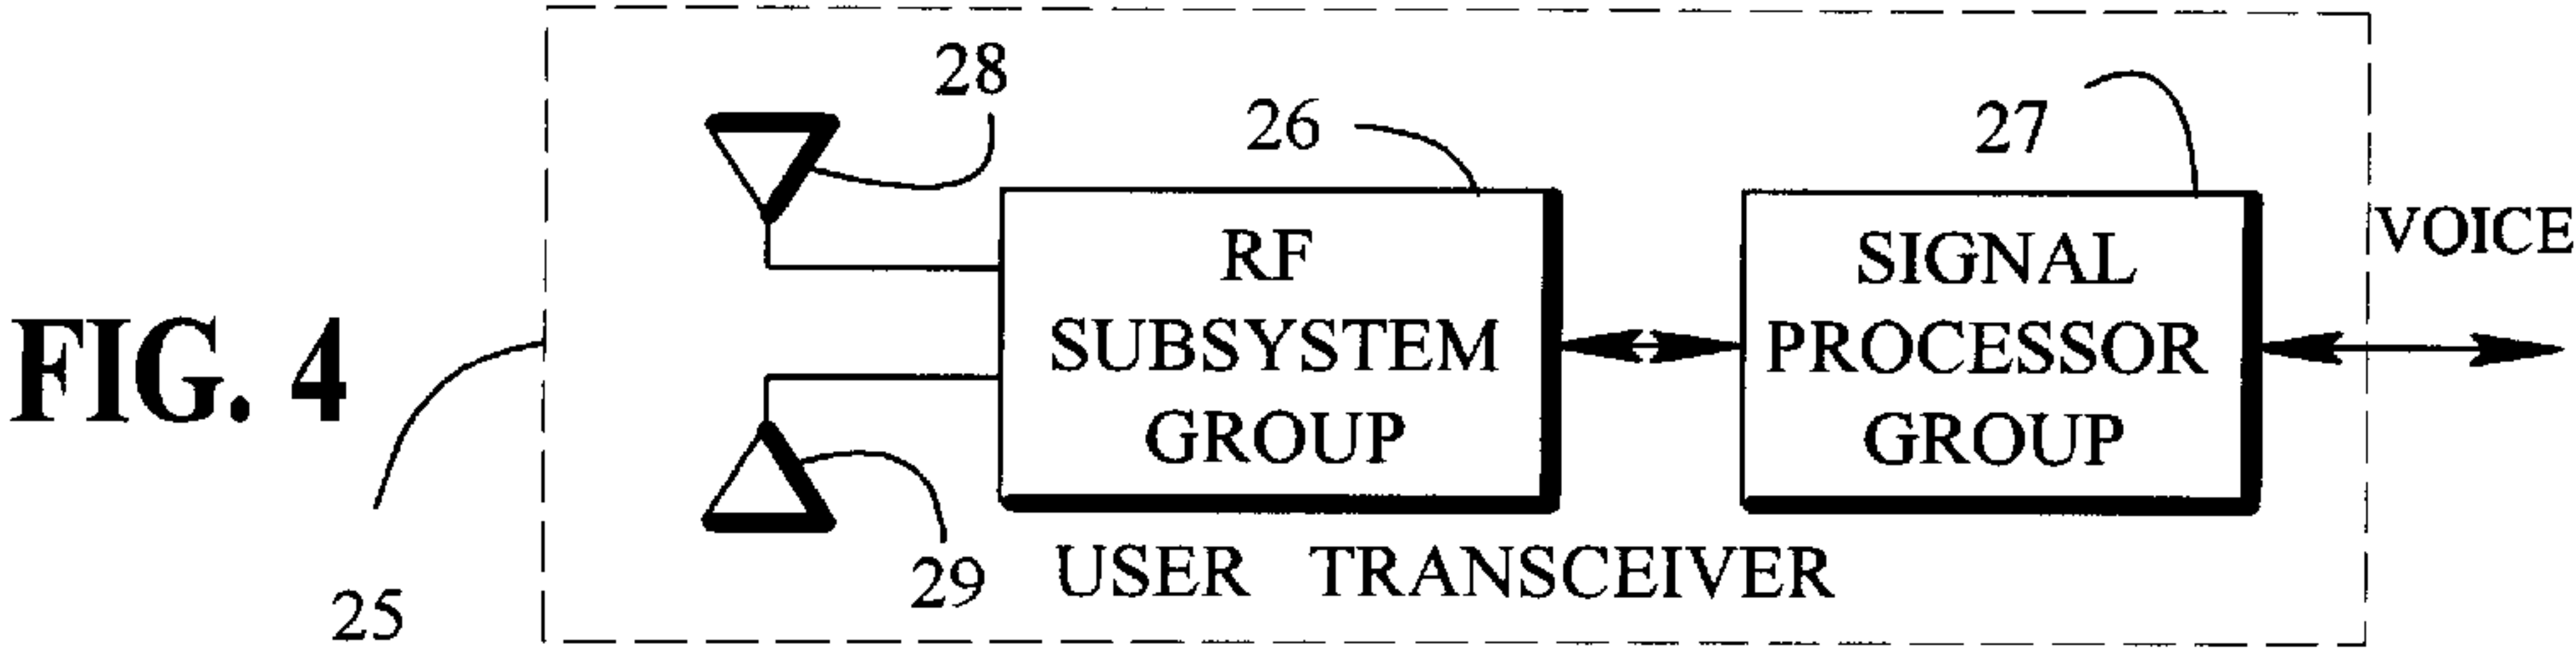 28
26
27
RF
SUBSYSTEM
GROUP
SIGNAL
PROCESSOR
GROUP
VOICE
FIG. 4
29
USER TRANSCEIVER
25